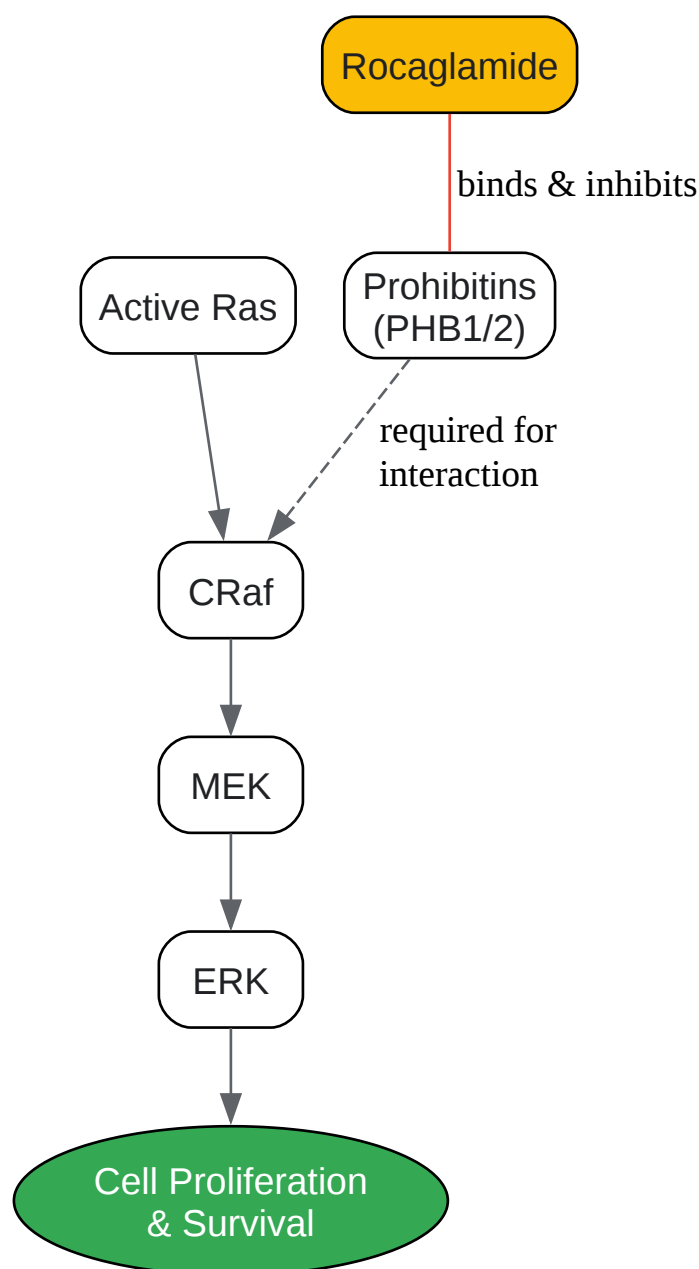 Rocaglamide
binds & inhibits
Active Ras
Prohibitins
(PHB1/2)
required for
interaction
CRaf
MEK
ERK
Cell Proliferation
& Survival